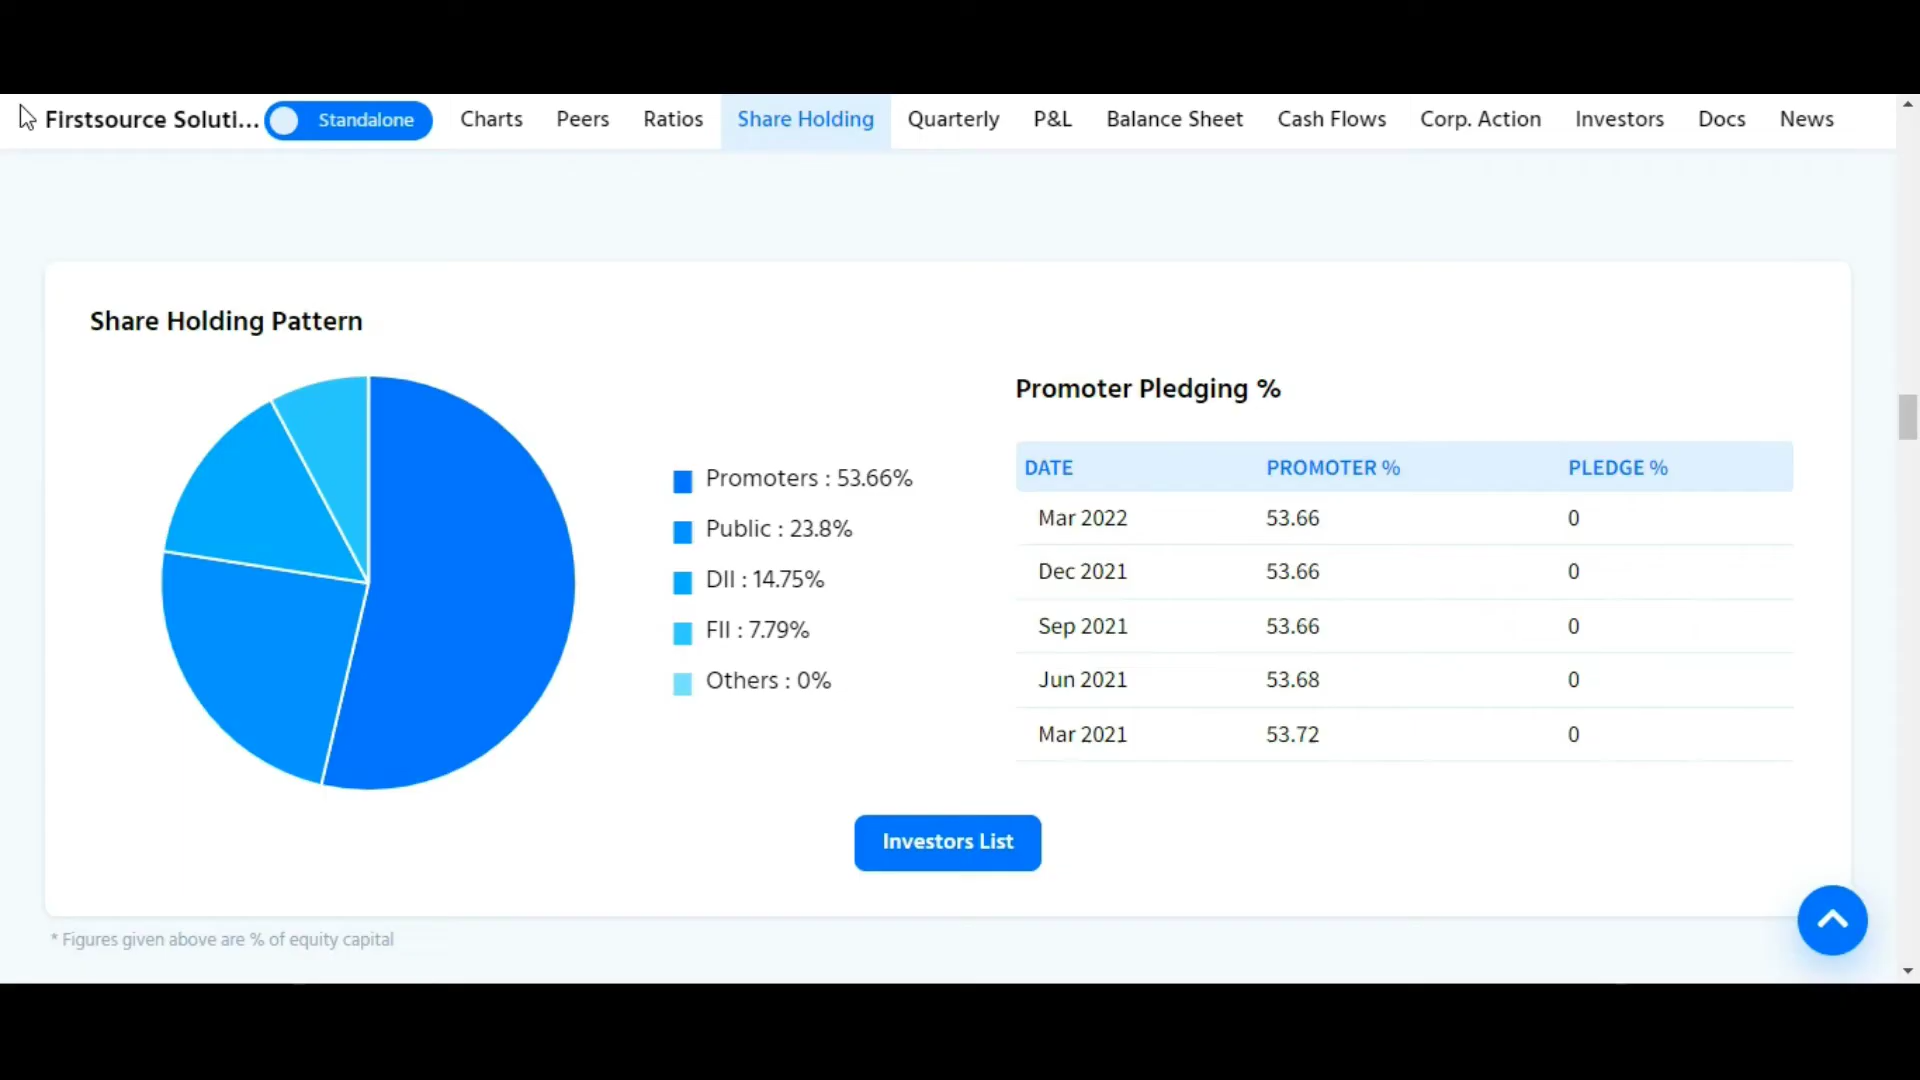 Firstsource Soluti... Standalone Charts Peers Ratios Share Holding Quarterly P&L Balance Sheet Cash Flows Corp. Action Investors Docs News
Share Holding Pattern
Promoters : 53.66%
Public : 23.8%
DII : 14.75%
FII : 7.79%
Others : 0%
Promoter Pledging %
DATE PROMOTER % PLEDGE %
Mar 2022 53.66 0
Dec 2021 53.66 0
Sep 2021 53.66 0
Jun 2021 53.68 0
Mar 2021 53.72 0
Investors List
* Figures given above are % of equity capital